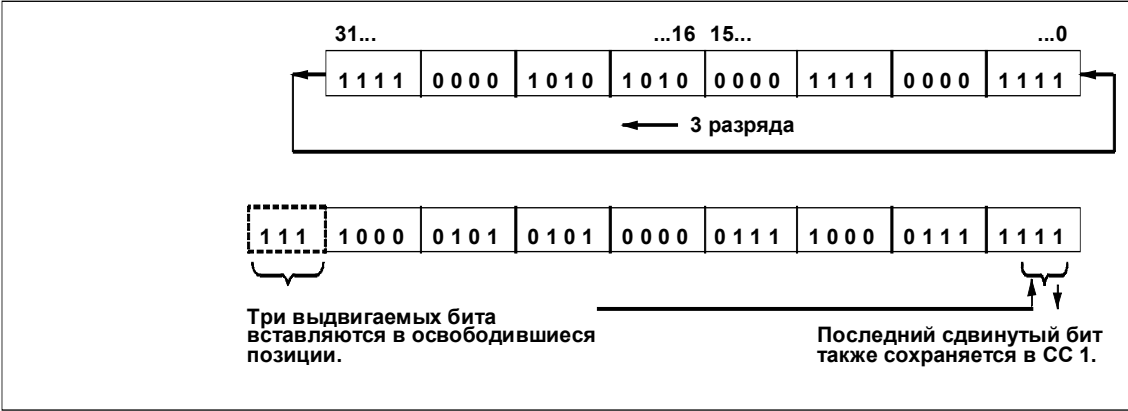 31... ...16 15... ...0
1111 0000 1010 1010 0000 1111 0000 1111
3 разряда
111 1000 0101 0101 0000 0111 1000 0111 1111
Три выдвигаемых бита
вставляются в освободившиеся
позиции.
Последний сдвинутый бит
также сохраняется в СС 1.